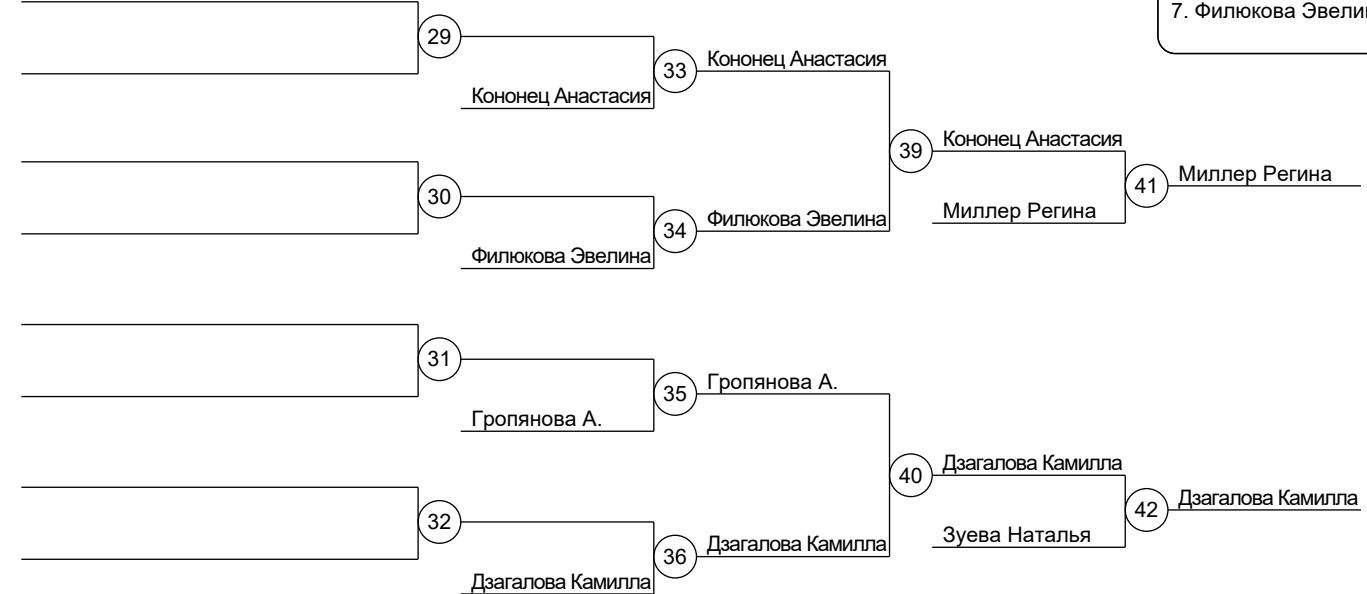 7. Филюкова
29
Кононец Анастасия
33
Кононец Анастасия
39
Кононец Анастасия
30
41
Миллер Регина
Филюкова Эвелина
34
Миллер Регина
Филюкова Эвелина
31
35
Гропянова А.
Гропянова А.
40
Дзагалова Камилла
32
42
Дзагалова Камилла
Зуева Наталья
36
Дзагалова Камилла
Дзагалова Камилла